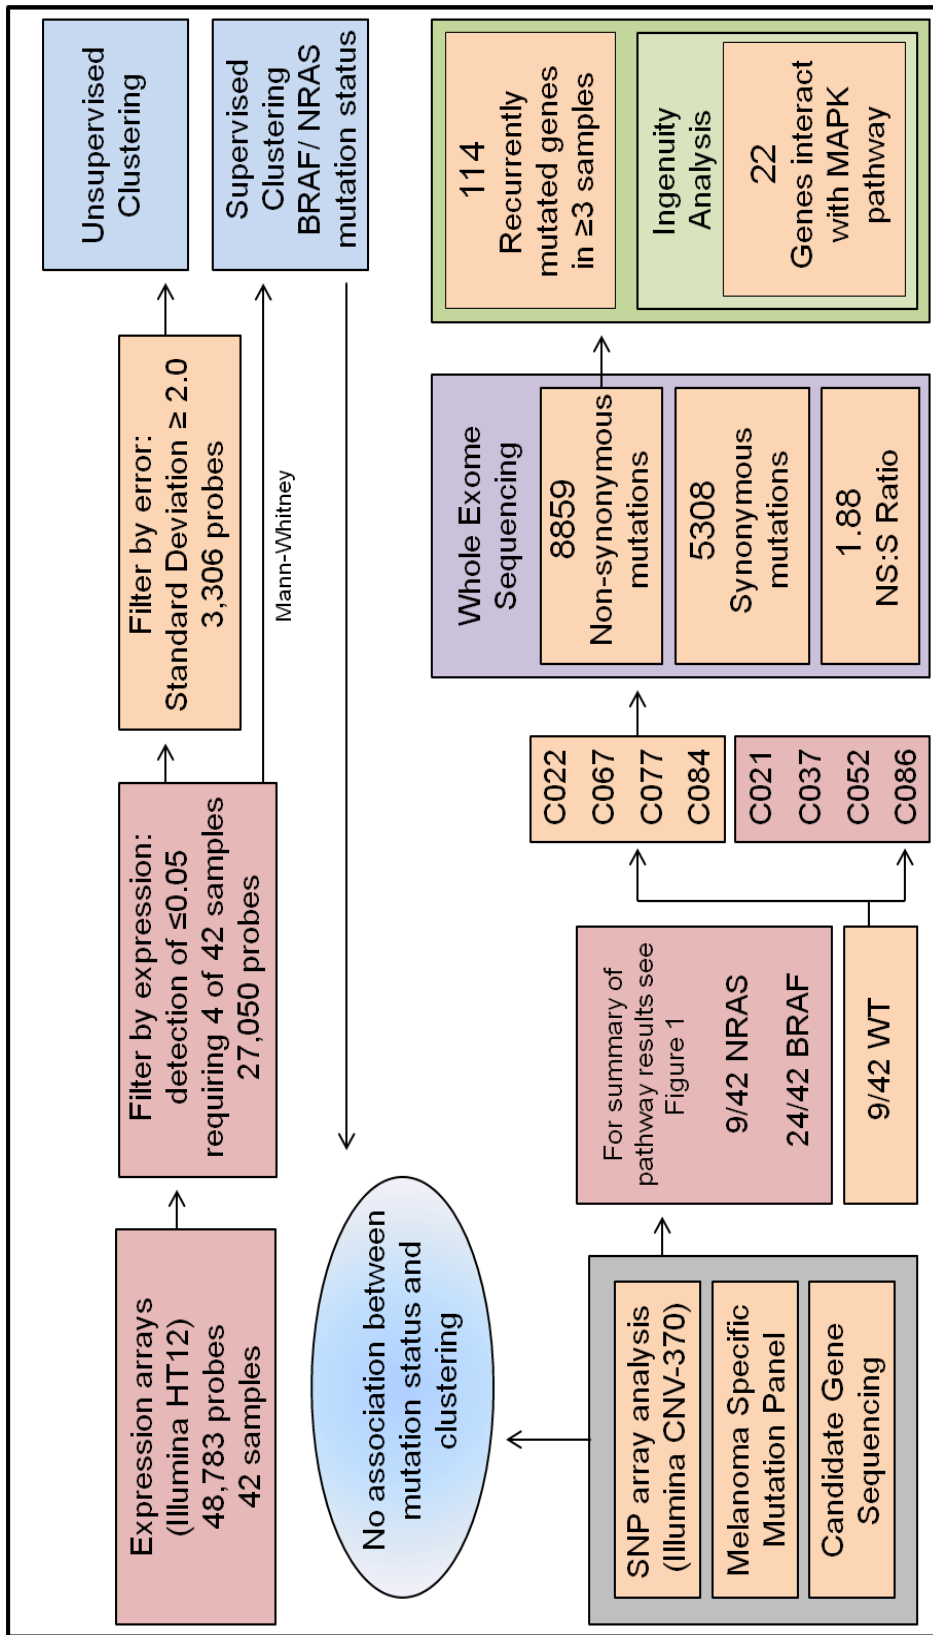 Expression arrays
(Illumina HT12)
48,783 probes
42 samples
Filter by expression:
detection of ≤0.05
requiring 4 of 42 samples
27,050 probes
Filter by error:
Standard Deviation ≥ 2.0
3,306 probes
Mann-Whitney
Unsupervised
Clustering
Supervised
Clustering
BRAF/ NRAS
mutation status
No association between
mutation status and
clustering
SNP array analysis
(Illumina CNV-370)
Melanoma Specific
Mutation Panel
Candidate Gene
Sequencing
For summary of
pathway results see
Figure 1
9/42 NRAS
24/42 BRAF
9/42 WT
C022
C067
C077
C084
C021
C037
C052
C086
Whole Exome
Sequencing
8859
Non-synonymous
mutations
5308
Synonymous
mutations
1.88
NS:S Ratio
114
Recurrently
mutated genes
in ≥3 samples
Ingenuity
Analysis
22
Genes interact
with MAPK
pathway